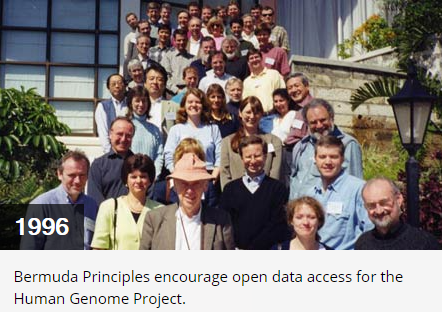 1996
Bermuda Principles encourage open data access for the
Human Genome Project.